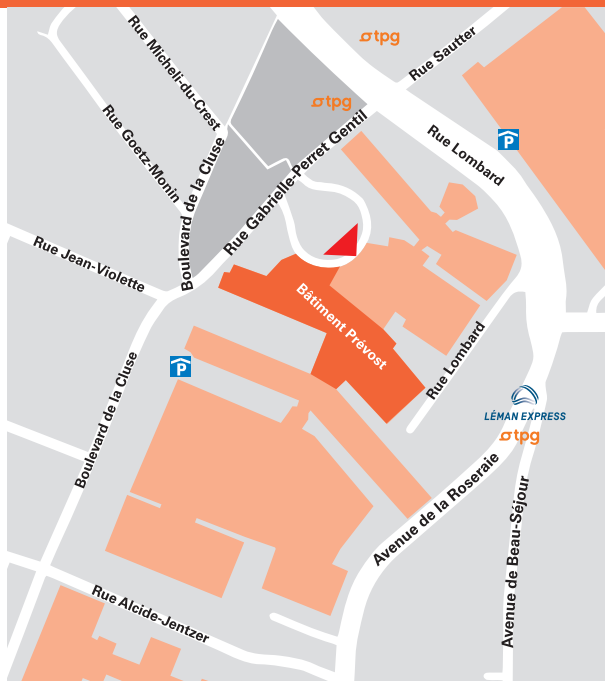 Rue Micheli-du-Crest
tpg
Rue Sautter
tpg
Rue Goetz-Monin
Boulevard de la Cluse
Rue Gabrielle-Perret Gentil
Rue Lombard
P
Rue Jean-Violette
Bâtiment Prévost
Rue Lombard
P
Boulevard de la Cluse
LÉMAN EXPRESS
tpg
Avenue de la Roseraie
Avenue de Beau-Séjour
Rue Alcide-Jentzer